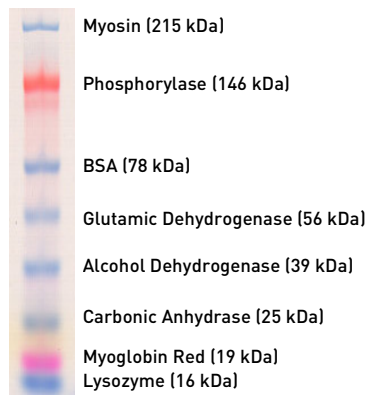 Myosin (215 kDa)
Phosphorylase (146 kDa)
BSA (78 kDa)
Glutamic Dehydrogenase (56 kDa)
Alcohol Dehydrogenase (39 kDa)
Carbonic Anhydrase (25 kDa)
Myoglobin Red (19 kDa)
Lysozyme (16 kDa)